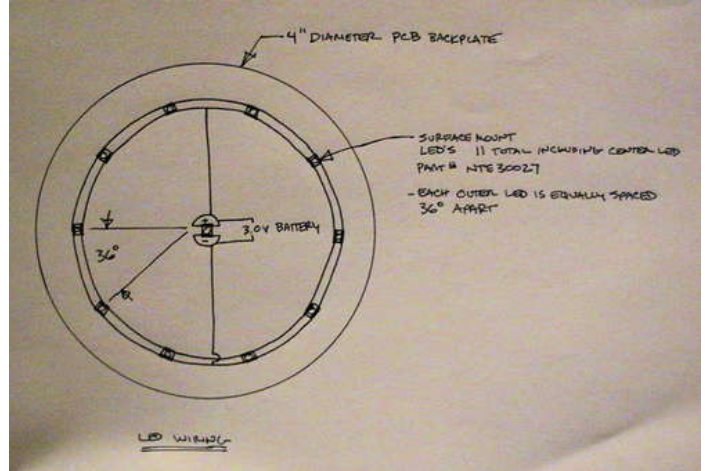 4" DIAMETER PCB BACKPLATE
SURFACE MOUNT
LED'S 11 TOTAL INCLUDING CENTER LED
PART # NTE30027
- EACH OUTER LED IS EQUALLY SPACED
36° APART
+
3.0V BATTERY
-
36°
LED WIRING